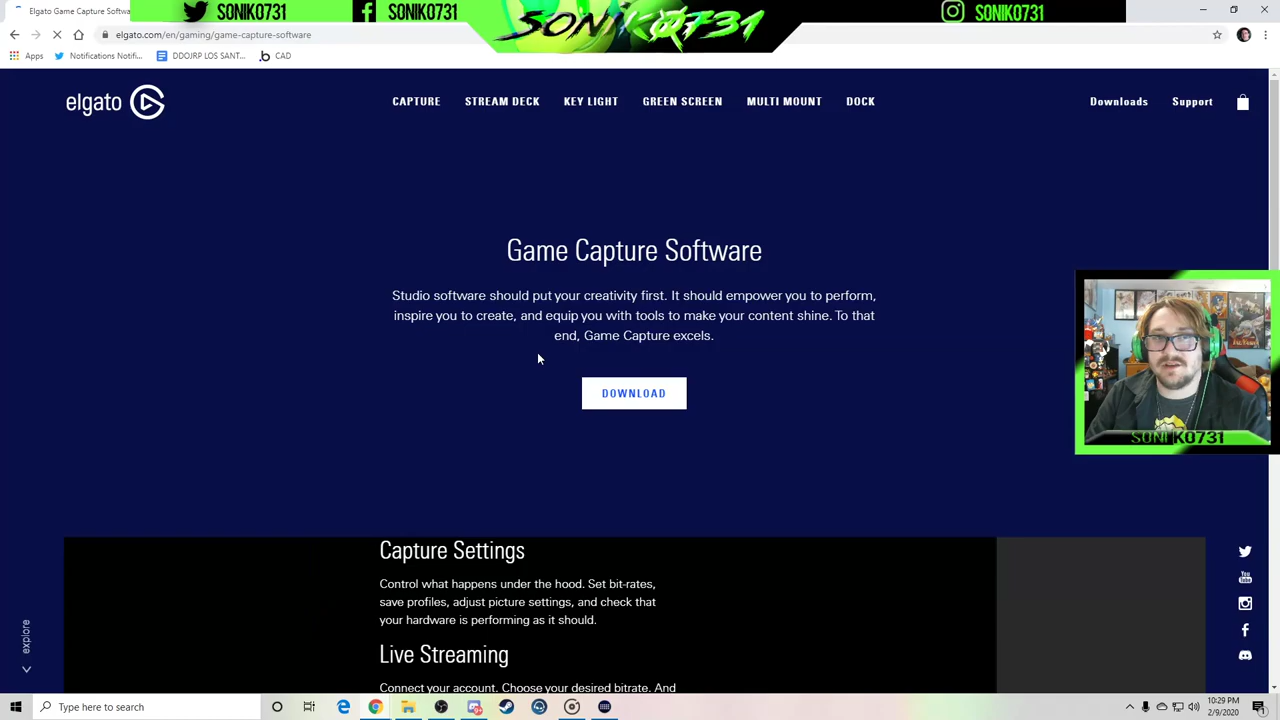 Elgato Game Capture Softwa
SONIK0731
SONIK0731
SONIK0731
SONIK0731
elgato.com/en/gaming/game-capture-software
Apps
Notifications Notifi...
DDOJRP LOS SANT...
CAD
elgato
CAPTURE
STREAM DECK
KEY LIGHT
GREEN SCREEN
MULTI MOUNT
DOCK
Downloads
Support
Game Capture Software
Studio software should put your creativity first. It should empower you to perform,
inspire you to create, and equip you with tools to make your content shine. To that
end, Game Capture excels.
DOWNLOAD
SONIK0731
Capture Settings
Control what happens under the hood. Set bit-rates,
save profiles, adjust picture settings, and check that
your hardware is performing as it should.
explore
Live Streaming
Connect your account. Choose your desired bitrate. And
Type here to search
10:29 PM
2/9/2020